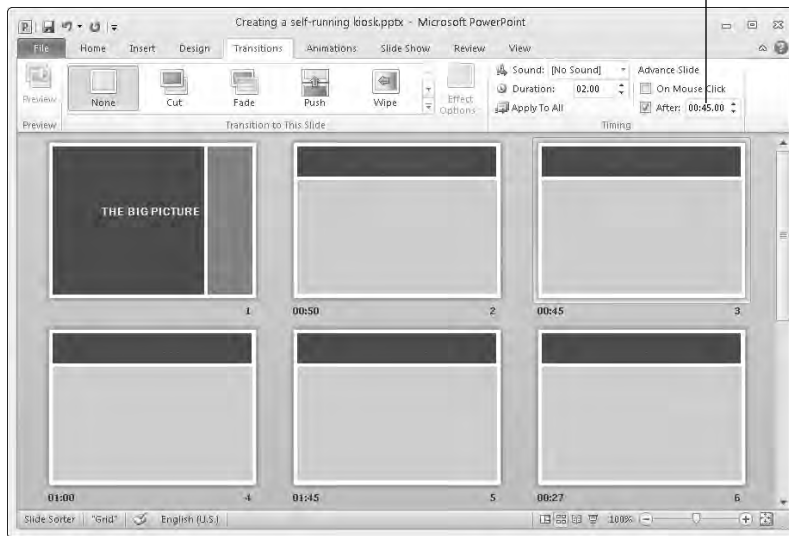 Creating a self-running kiosk.pptx - Microsoft PowerPoint
File Home Insert Design Transitions Animations Slide Show Review View
Preview
None Cut Fade Push Wipe
Effect Options
Sound: [No Sound]
Duration: 02.00
Apply To All
Advance Slide
On Mouse Click
After: 00:45.00
Preview Transition to This Slide Timing
THE BIG PICTURE
1 00:50 2 00:45 3
01:00 4 01:45 5 00:27 6
Slide Sorter "Grid" English (U.S.) 100%